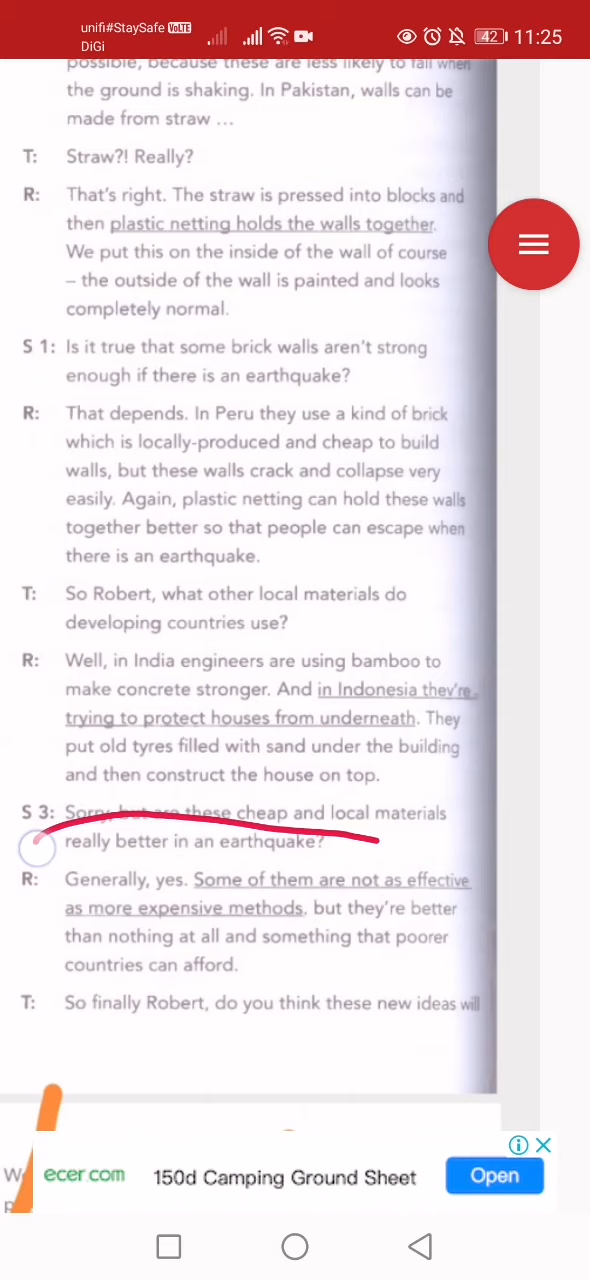 unifi#StaySafe VoLTE
DiGi
42 11:25
possible, because these are less likely to fall when
the ground is shaking. In Pakistan, walls can be
made from straw ...
T: Straw?! Really?
R: That's right. The straw is pressed into blocks and
then plastic netting holds the walls together.
We put this on the inside of the wall of course
– the outside of the wall is painted and looks
completely normal.
S 1: Is it true that some brick walls aren't strong
enough if there is an earthquake?
R: That depends. In Peru they use a kind of brick
which is locally-produced and cheap to build
walls, but these walls crack and collapse very
easily. Again, plastic netting can hold these walls
together better so that people can escape when
there is an earthquake.
T: So Robert, what other local materials do
developing countries use?
R: Well, in India engineers are using bamboo to
make concrete stronger. And in Indonesia they're
trying to protect houses from underneath. They
put old tyres filled with sand under the building
and then construct the house on top.
S 3: Sorry, but are these cheap and local materials
really better in an earthquake?
R: Generally, yes. Some of them are not as effective
as more expensive methods, but they're better
than nothing at all and something that poorer
countries can afford.
T: So finally Robert, do you think these new ideas will
ecer.com 150d Camping Ground Sheet Open